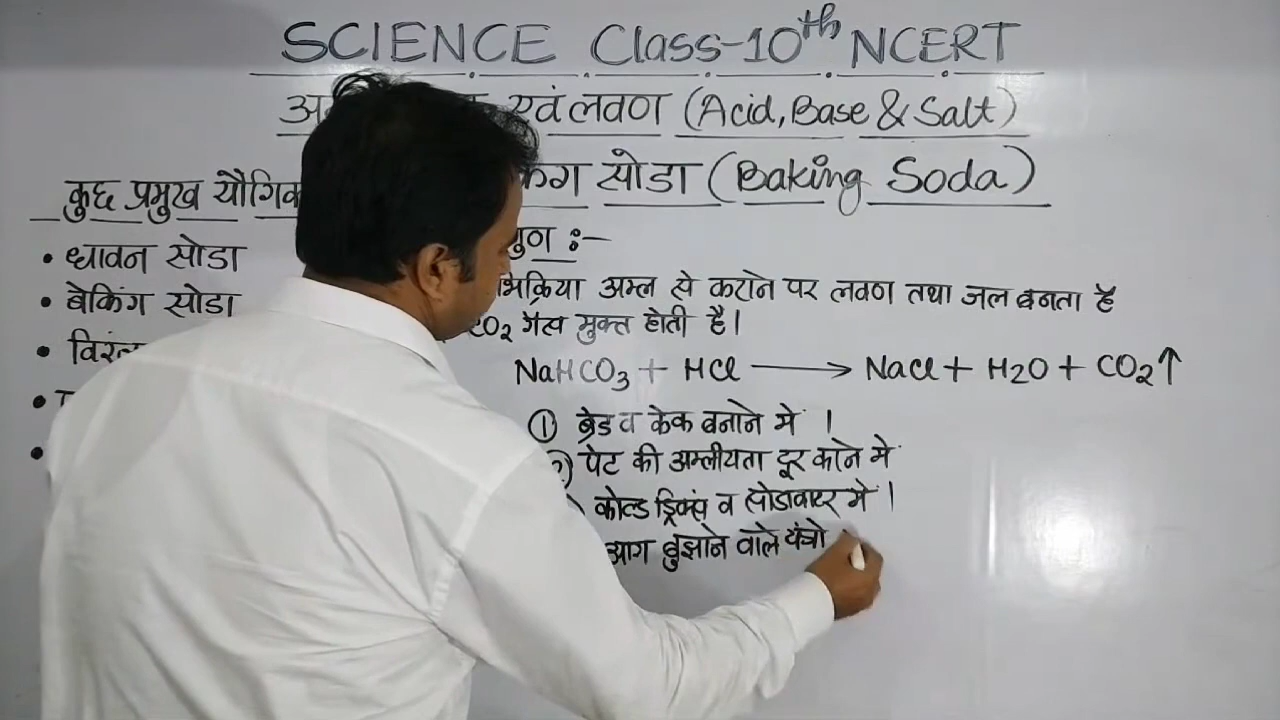 SCIENCE Class-10th NCERT
एवं लवण (Acid, Base & Salt)
सोडा (Baking Soda)
कुछ प्रमुख यौगिक
• धावन सोडा
• बेकिंग सोडा
•
•
•
:-
अम्ल से कराने पर लवण तथा जल बनता है
CO2 गैस मुक्त होती है।
NaHCO3 + HCl ⟶ NaCl + H2O + CO2↑
① ब्रेड व केक बनाने में ।
पेट की अम्लीयता दूर करने में
कोल्ड ड्रिंक्स व सोडावाटर में ।
आग बुझाने वाले यंत्रो